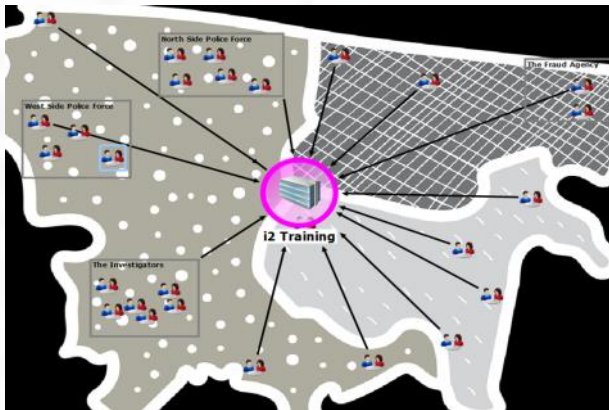 North Side Police Force
The Fraud Agency
West Side Police Force
i2 Training
The Investigators